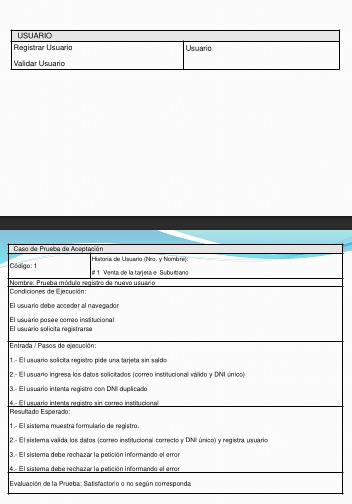 USUARIO
Registrar Usuario
Usuario
Validar Usuario
Caso de Prueba de Aceptación
Código: 1
Historia de Usuario (Nro. y Nombre):
# 1 Venta de la tarjeta e Suburbano
Nombre: Prueba módulo registro de nuevo usuario
Condiciones de Ejecución:
El usuario debe acceder al navegador
El usuario posee correo institucional
El usuario solicita registrarse
Entrada / Pasos de ejecución:
1.- El usuario solicita registro pide una tarjeta sin saldo
2.- El usuario ingresa los datos solicitados (correo institucional válido y DNI único)
3.- El usuario intenta registro con DNI duplicado
4.- El usuario intenta registro sin correo institucional
Resultado Esperado:
1.- El sistema muestra formulario de registro.
2.- El sistema valida los datos (correo institucional correcto y DNI único) y registra usuario
3.- El sistema debe rechazar la petición informando el error
4.- El sistema debe rechazar la petición informando el error
Evaluación de la Prueba: Satisfactorio o no según corresponda